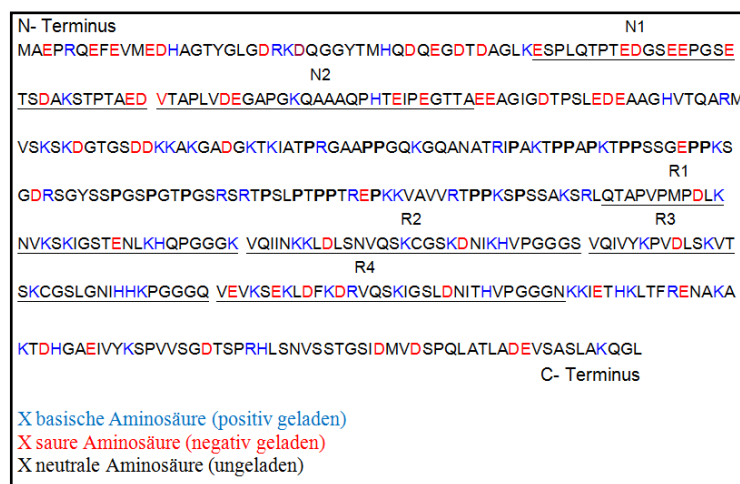 N- Terminus
N1
MAEPRQEFEVMEDHAGTYGLGDRKDQGGYTMHQDQEGDTDAGLKESPLQTPTEDGSEEPGSE
N2
TSDAKSTPTAED VTAPLVDEGAPGKQAAAQPHTEIPEGTTAEEAGIGDTPSLEDEAAGHVTQARM
VSKSKDGTGSDDKKAKGADGKTKIATPRGAAPPGQKGQANATRIPAKTPPAPKTPPSSGEPPKS
R1
GDRSGYSSPGSPGTPGSRSRTPSLPTPPTREPKKVAVVRTPPKSPSSAKSRLQTAPVPMPDLK
R2 R3
NVKSKIGSTENLKHQPGGGK VQIINKKLDLSNVQSKCGSKDNIKHVPGGGS VQIVYKPVDLSKVT
R4
SKCGSLGNIHHKPGGGQ VEVKSEKLDFKDRVQSKIGSLDNITHVPGGGNKKIETHKLTFRENAKA
KTDHGAEIVYKSPVVSGDTSPRHLSNVSSTGSIDMVDSPQLATLADEVSASLAKQGL
C- Terminus
X basische Aminosäure (positiv geladen)
X saure Aminosäure (negativ geladen)
X neutrale Aminosäure (ungeladen)